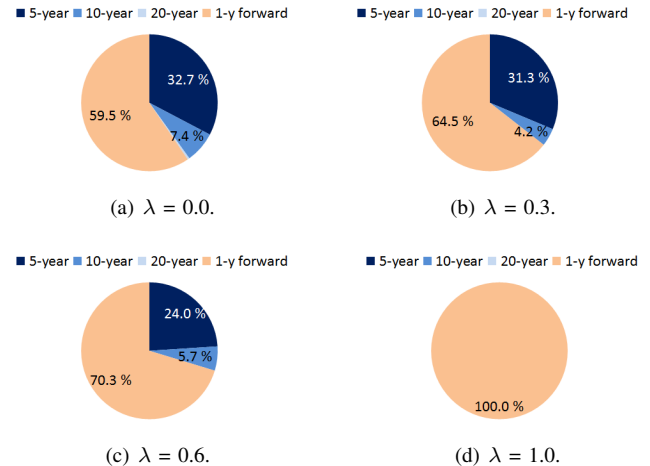 5-year 10-year 20-year 1-y forward
32.7 %
59.5 %
7.4 %
(a) λ = 0.0.
5-year 10-year 20-year 1-y forward
31.3 %
64.5 %
4.2 %
(b) λ = 0.3.
5-year 10-year 20-year 1-y forward
24.0 %
5.7 %
70.3 %
(c) λ = 0.6.
5-year 10-year 20-year 1-y forward
100.0 %
(d) λ = 1.0.